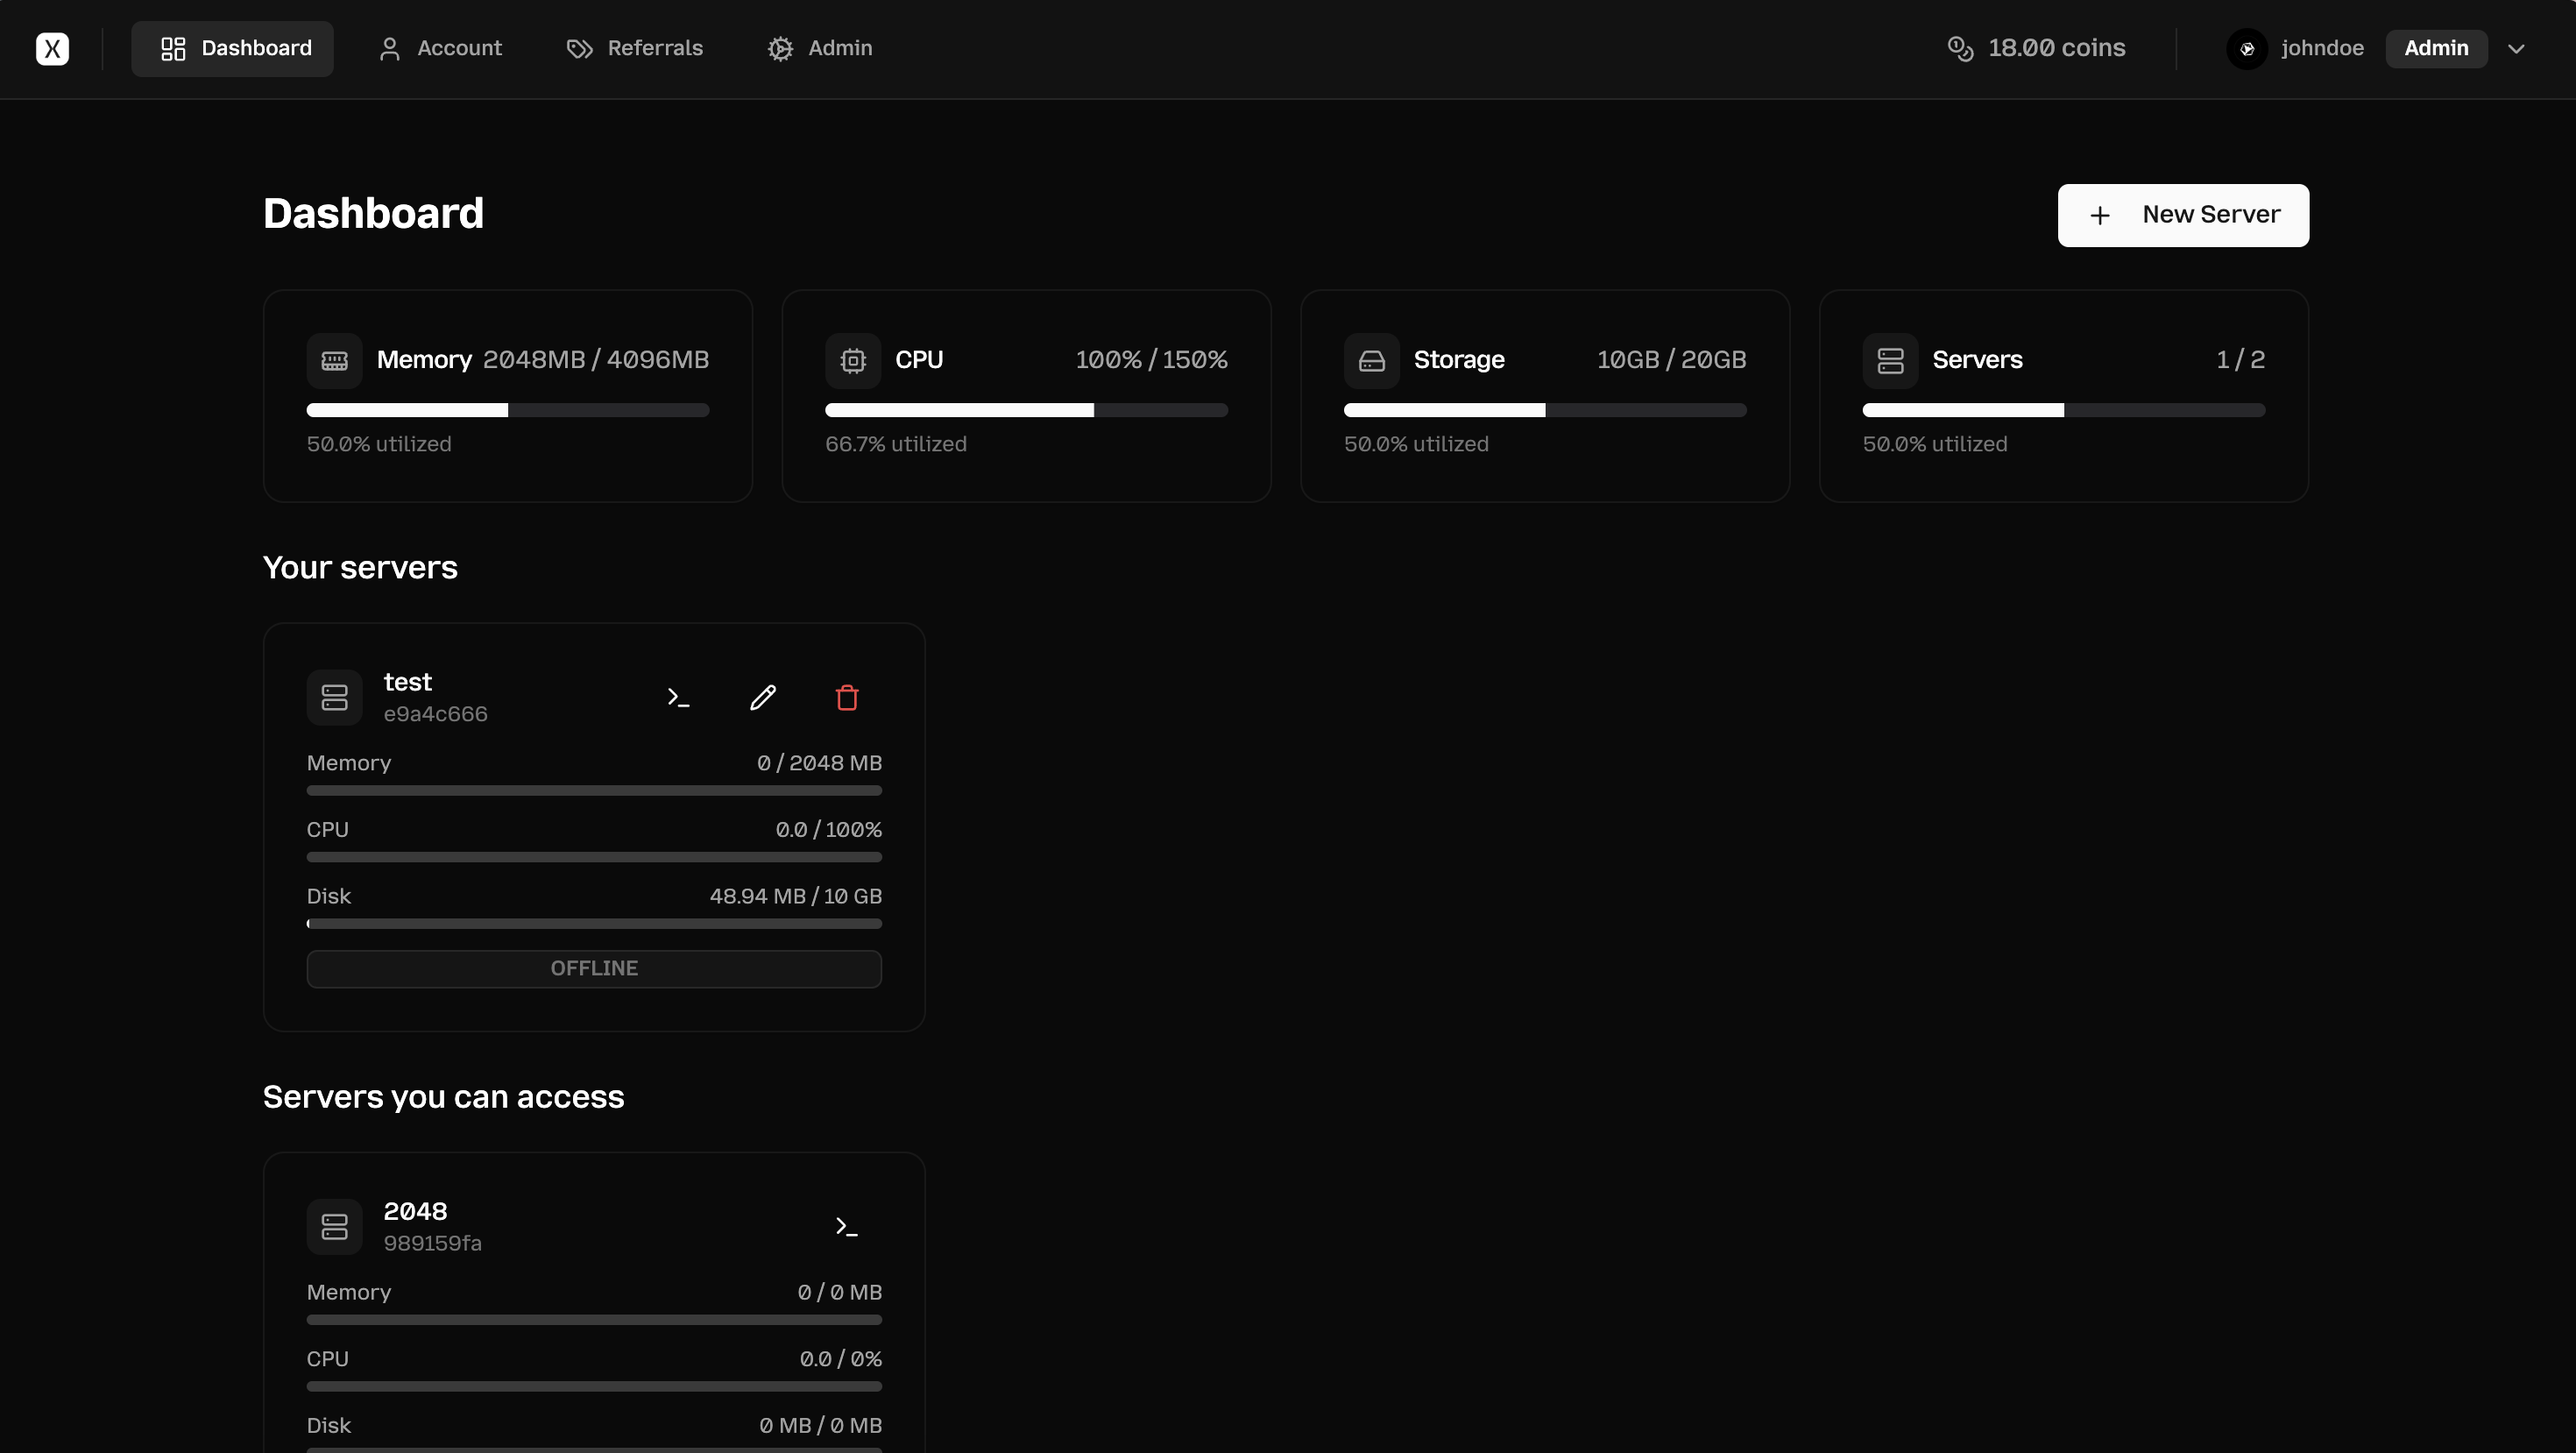 X Dashboard Account Referrals Admin 18.00 coins johndoe Admin
Dashboard
New Server
Memory 2048MB / 4096MB
50.0% utilized
CPU 100% / 150%
66.7% utilized
Storage 10GB / 20GB
50.0% utilized
Servers 1 / 2
50.0% utilized
Your servers
test
e9a4c666
Memory 0 / 2048 MB
CPU 0.0 / 100%
Disk 48.94 MB / 10 GB
OFFLINE
Servers you can access
2048
989159fa
Memory 0 / 0 MB
CPU 0.0 / 0%
Disk 0 MB / 0 MB